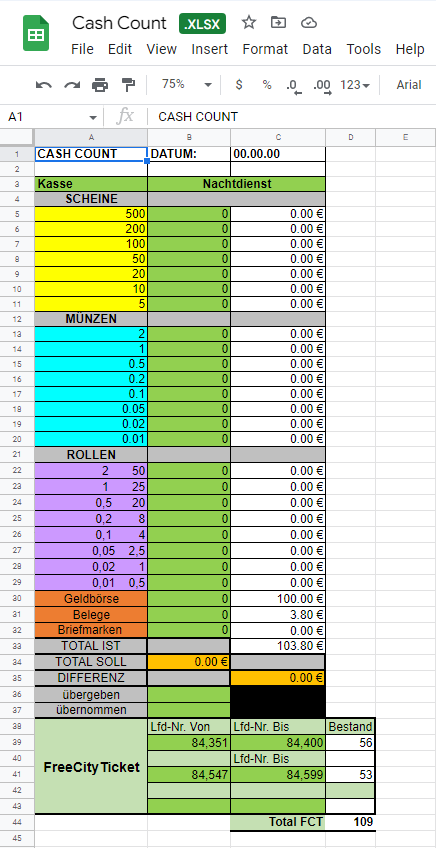 Cash Count .XLSX
File Edit View Insert Format Data Tools Help
75% $ % .0 .00 123 Arial
A1 fx CASH COUNT
A B C D E
1 CASH COUNT DATUM: 00.00.00
2
3 Kasse Nachtdienst
4 SCHEINE
5 500 0 0.00 €
6 200 0 0.00 €
7 100 0 0.00 €
8 50 0 0.00 €
9 20 0 0.00 €
10 10 0 0.00 €
11 5 0 0.00 €
12 MÜNZEN
13 2 0 0.00 €
14 1 0 0.00 €
15 0.5 0 0.00 €
16 0.2 0 0.00 €
17 0.1 0 0.00 €
18 0.05 0 0.00 €
19 0.02 0 0.00 €
20 0.01 0 0.00 €
21 ROLLEN
22 2 50 0 0.00 €
23 1 25 0 0.00 €
24 0,5 20 0 0.00 €
25 0,2 8 0 0.00 €
26 0,1 4 0 0.00 €
27 0,05 2,5 0 0.00 €
28 0,02 1 0 0.00 €
29 0,01 0,5 0 0.00 €
30 Geldbörse 0 100.00 €
31 Belege 0 3.80 €
32 Briefmarken 0 0.00 €
33 TOTAL IST 103.80 €
34 TOTAL SOLL 0.00 €
35 DIFFERENZ 0.00 €
36 übergeben
37 übernommen
38 Lfd-Nr. Von Lfd-Nr. Bis Bestand
39 84,351 84,400 56
40 Lfd-Nr. Bis
FreeCity Ticket
41 84,547 84,599 53
42
43
44 Total FCT 109
45